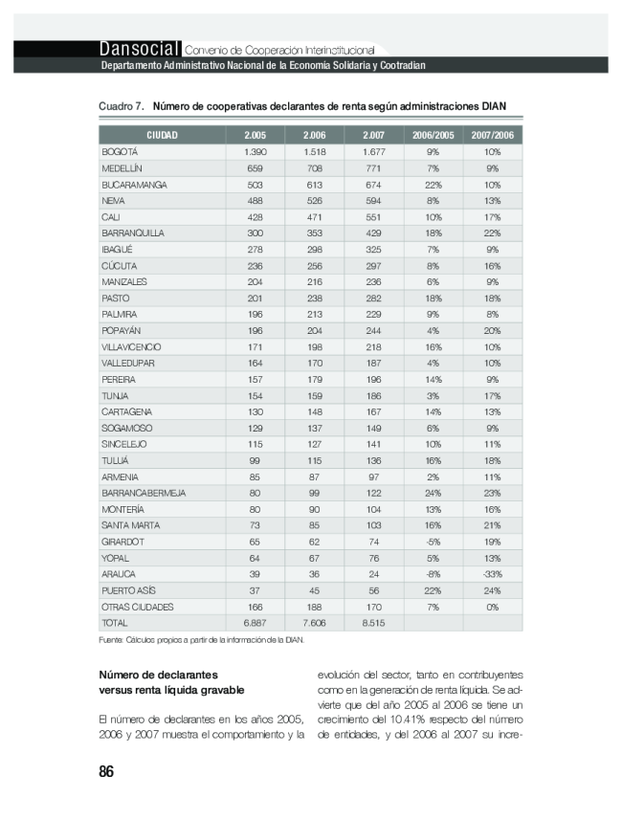 Dansocial Convenio de Cooperación Interinstitucional
Departamento Administrativo Nacional de la Economía Solidaria y Cootradian
Cuadro 7. Número de cooperativas declarantes de renta según administraciones DIAN
CIUDAD 2.005 2.006 2.007 2006/2005 2007/2006
BOGOTÁ 1.390 1.518 1.677 9% 10%
MEDELLÍN 659 708 771 7% 9%
BUCARAMANGA 503 613 674 22% 10%
NEIVA 488 526 594 8% 13%
CALI 428 471 551 10% 17%
BARRANQUILLA 300 353 429 18% 22%
IBAGUÉ 278 298 325 7% 9%
CÚCUTA 236 256 297 8% 16%
MANIZALES 204 216 236 6% 9%
PASTO 201 238 282 18% 18%
PALMIRA 196 213 229 9% 8%
POPAYÁN 196 204 244 4% 20%
VILLAVICENCIO 171 198 218 16% 10%
VALLEDUPAR 164 170 187 4% 10%
PEREIRA 157 179 196 14% 9%
TUNJA 154 159 186 3% 17%
CARTAGENA 130 148 167 14% 13%
SOGAMOSO 129 137 149 6% 9%
SINCELEJO 115 127 141 10% 11%
TULUÁ 99 115 136 16% 18%
ARMENIA 85 87 97 2% 11%
BARRANCABERMEJA 80 99 122 24% 23%
MONTERÍA 80 90 104 13% 16%
SANTA MARTA 73 85 103 16% 21%
GIRARDOT 65 62 74 -5% 19%
YOPAL 64 67 76 5% 13%
ARAUCA 39 36 24 -8% -33%
PUERTO ASÍS 37 45 56 22% 24%
OTRAS CIUDADES 166 188 170 7% 0%
TOTAL 6.887 7.606 8.515
Fuente: Cálculos propios a partir de la información de la DIAN.
Número de declarantes
versus renta líquida gravable
El número de declarantes en los años 2005,
2006 y 2007 muestra el comportamiento y la
evolución del sector, tanto en contribuyentes
como en la generación de renta líquida. Se ad-
vierte que del año 2005 al 2006 se tiene un
crecimiento del 10.41% respecto del número
de entidades, y del 2006 al 2007 su incre-
86